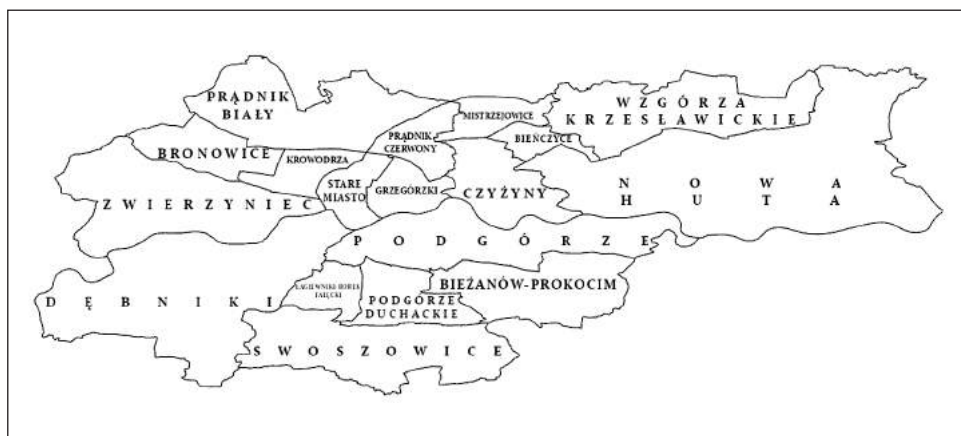 PRĄDNIK
BIAŁY
WZGÓRZA
KRZESŁAWICKIE
MISTRZEJOWICE
PRĄDNIK
CZERWONY
BIEŃCZYCE
BRONOWICE
KROWODRZA
STARE
MIASTO
GRZEGÓRZKI
CZYŻYNY
NOWA
HUTA
ZWIERZYNIEC
PODGÓRZE
BIEŻANÓW-PROKOCIM
DĘBNIKI
ŁAGIEWNIKI-BOREK
FAŁĘCKI
PODGÓRZE
DUCHACKIE
SWOSZOWICE